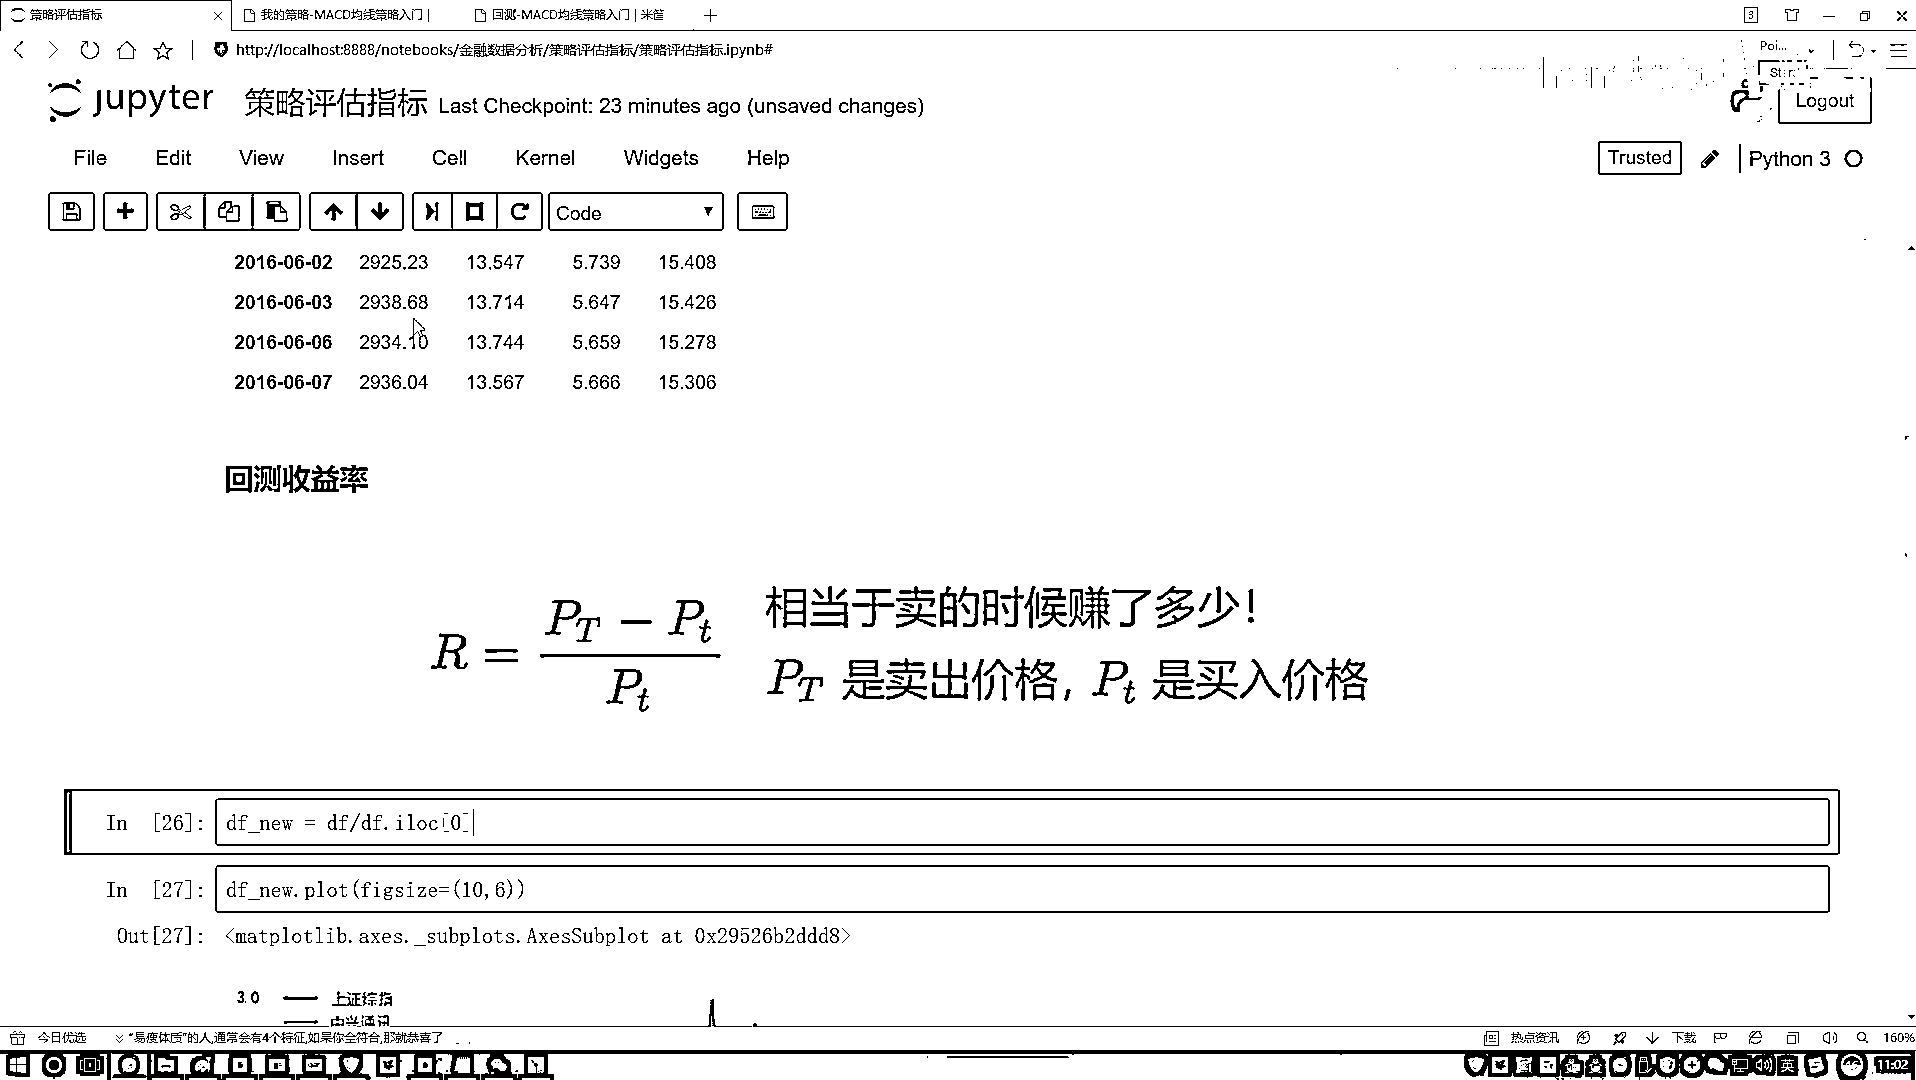 策略评估指标
我的策略-MACD均线策略入门 |
回测-MACD均线策略入门 | 米筐
3
http://localhost:8888/notebooks/金融数据分析/策略评估指标/策略评估指标.ipynb#
Poi...
jupyter 策略评估指标 Last Checkpoint: 23 minutes ago (unsaved changes)
Logout
File Edit View Insert Cell Kernel Widgets Help
Trusted Python 3
Code
2016-06-02 2925.23 13.547 5.739 15.408
2016-06-03 2938.68 13.714 5.647 15.426
2016-06-06 2934.10 13.744 5.659 15.278
2016-06-07 2936.04 13.567 5.666 15.306
回测收益率
R = (P_T − P_t) / P_t
相当于卖的时候赚了多少!
P_T 是卖出价格, P_t 是买入价格
In [26]: df_new = df/df.iloc[0]
In [27]: df_new.plot(figsize=(10,6))
Out[27]: <matplotlib.axes._subplots.AxesSubplot at 0x29526b2ddd8>
3.0 上证综指
中兴通讯
今日优选 “易瘦体质”的人,通常会有4个特征,如果你全符合,那就恭喜了
热点资讯 下载 160%
英 11:02